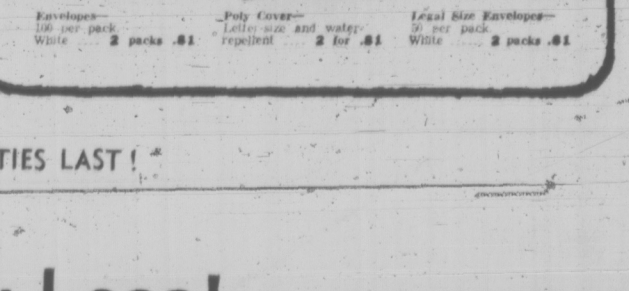 Envelopes—
100 per pack
White 2 packs .81
Poly Cover—
Letter-size and water-
repellent 2 for .81
Legal Size Envelopes—
50 per pack
White 2 packs .81
TIES LAST!